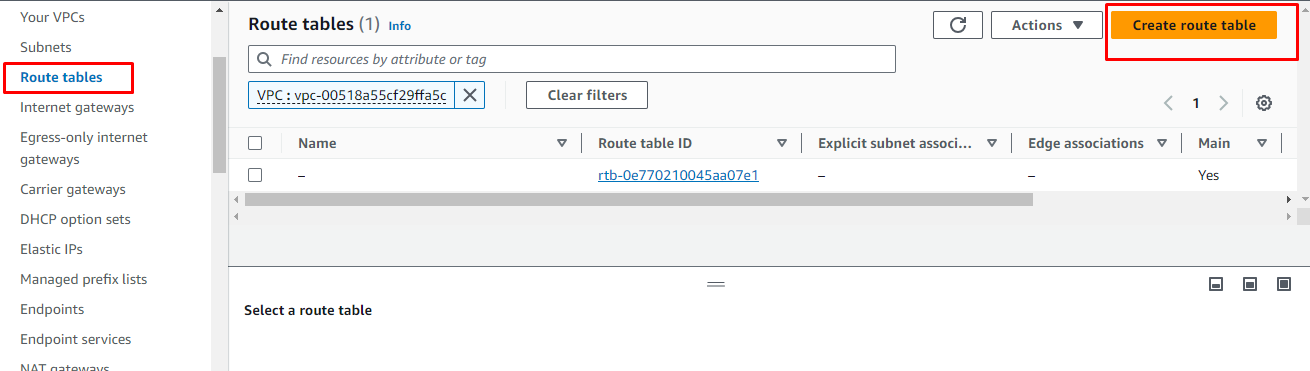 Your VPCs
Subnets
Route tables
Internet gateways
Egress-only internet
gateways
Carrier gateways
DHCP option sets
Elastic IPs
Managed prefix lists
Endpoints
Endpoint services
NAT gateways
Route tables (1) Info
Actions
Create route table
Find resources by attribute or tag
VPC : vpc-00518a55cf29ffa5c
Clear filters
1
Name Route table ID Explicit subnet associ... Edge associations Main
– rtb-0e770210045aa07e1 – – Yes
Select a route table